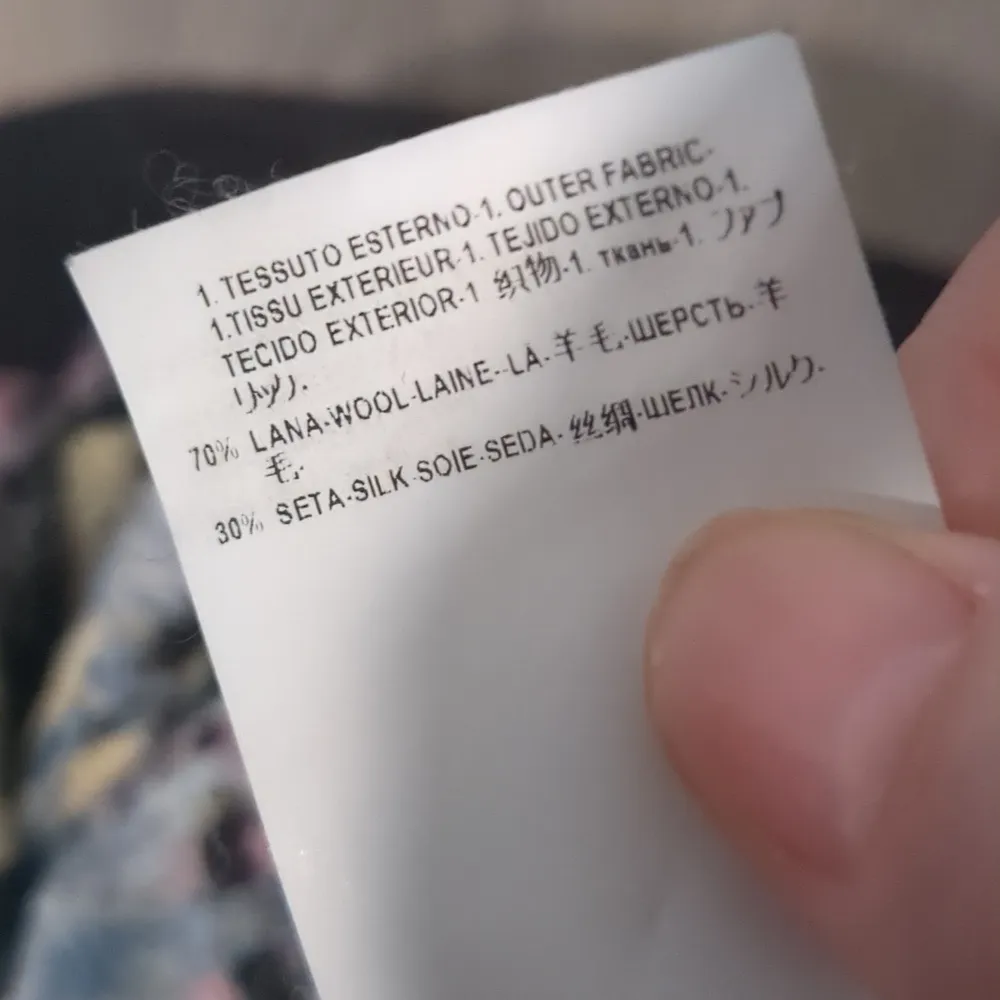 1. TESSUTO ESTERNO-1. OUTER FABRIC-
1.TISSU EXTERIEUR-1. TEJIDO EXTERNO-1.
TECIDO EXTERIOR-1 织物-1. ткань-1. ファブ
リック.
70% LANA-WOOL-LAINE--LA-羊毛.-ШЕРСТЬ-羊
毛.
30% SETA-SILK-SOIE-SEDA-丝绸-ШЕЛК-シルク.